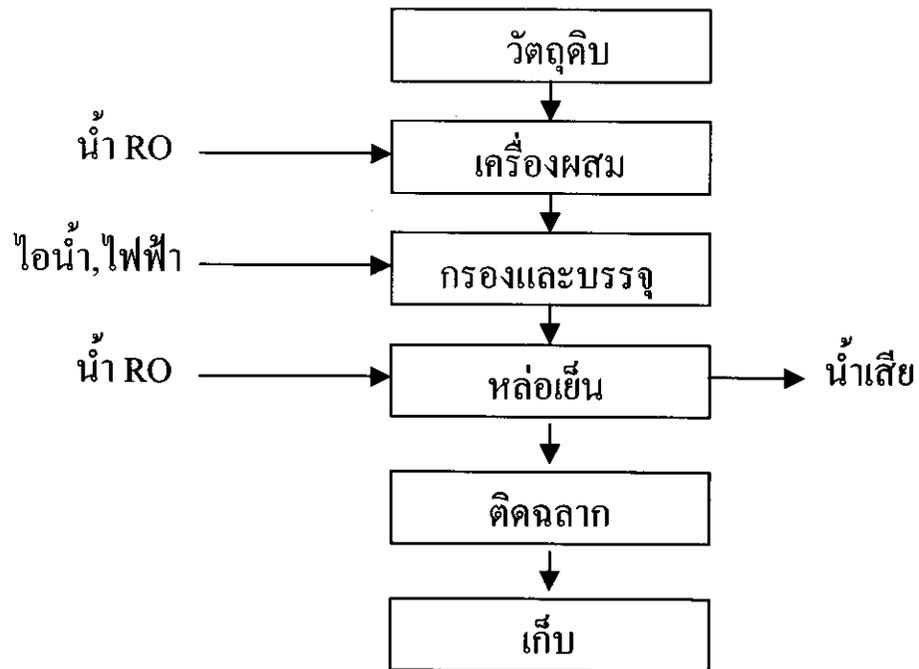 วัตถุดิบ
น้ำ RO
เครื่องผสม
ไอน้ำ,ไฟฟ้า
กรองและบรรจุ
น้ำ RO
หล่อเย็น
น้ำเสีย
ติดฉลาก
เก็บ